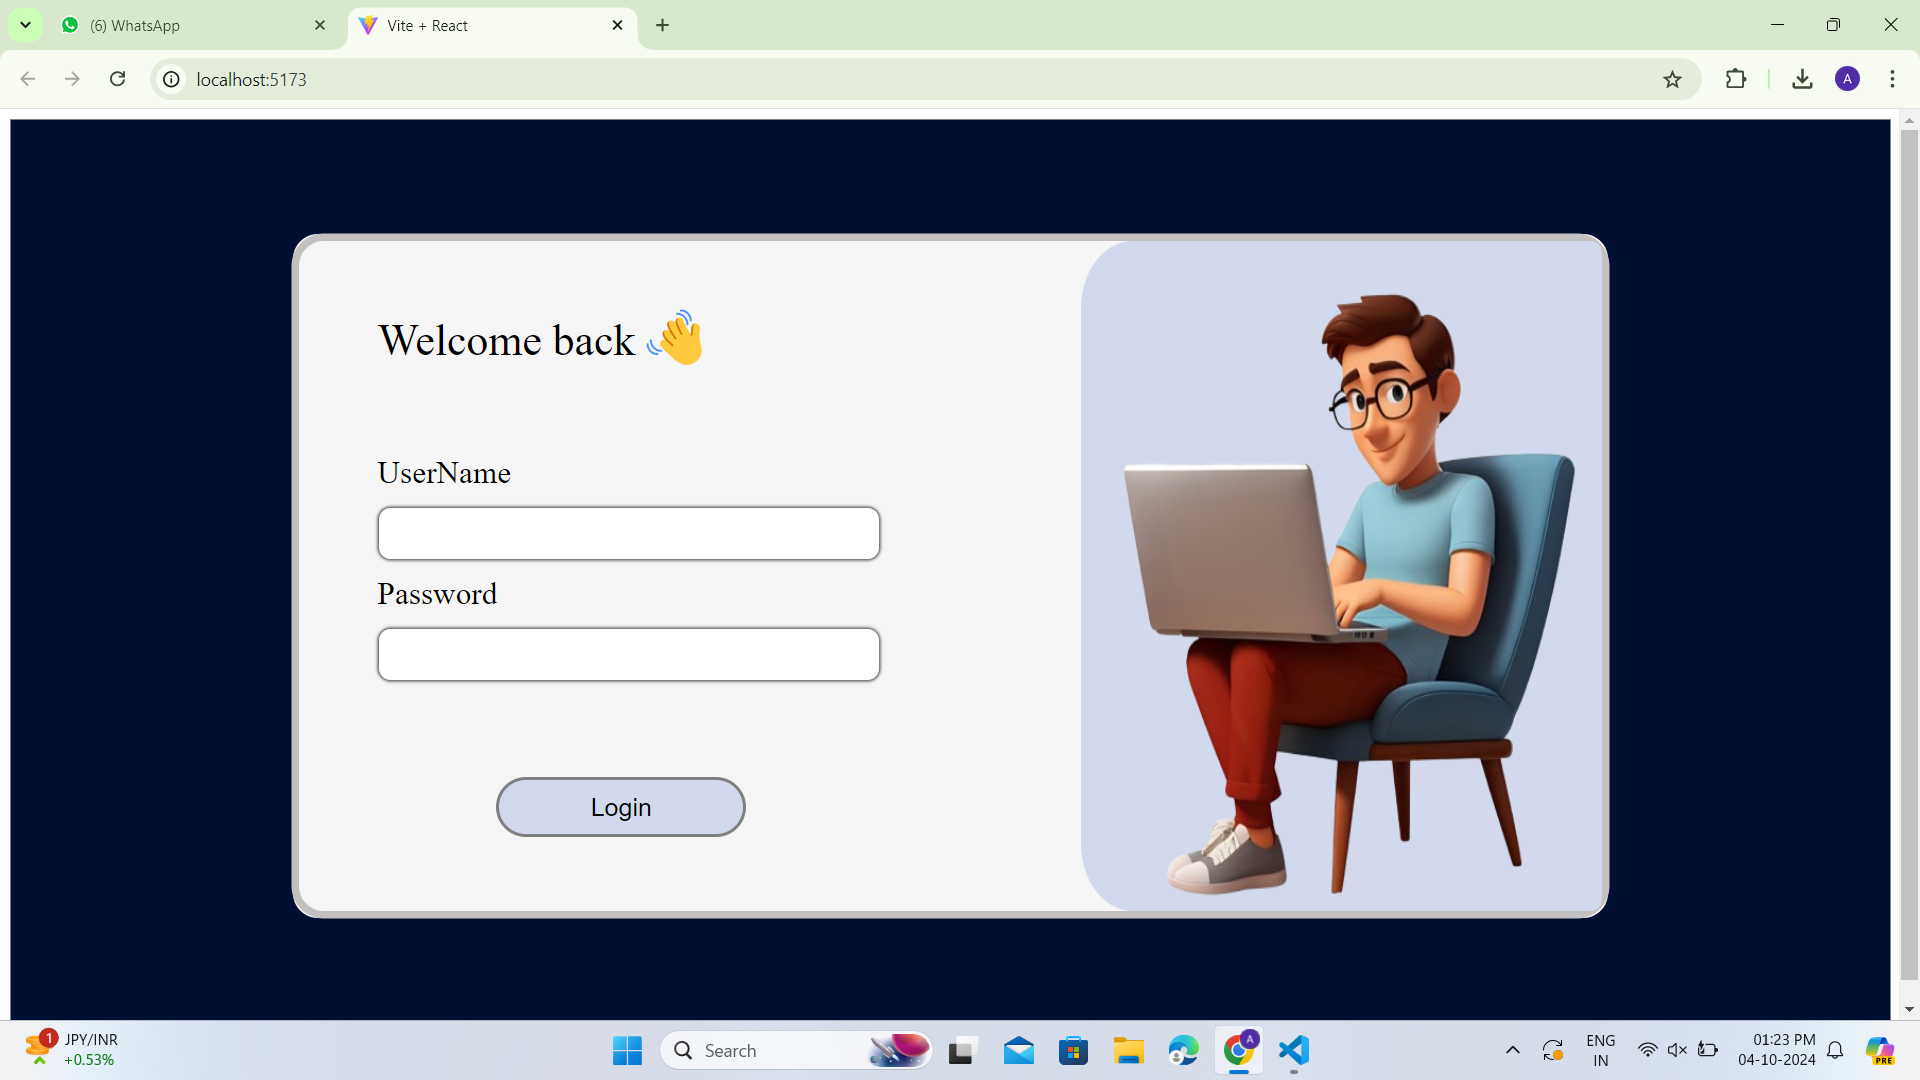 (6) WhatsApp
Vite + React
localhost:5173
A
Welcome back
UserName
Password
Login
1
JPY/INR
+0.53%
Search
A
ENG
IN
01:23 PM
04-10-2024
PRE